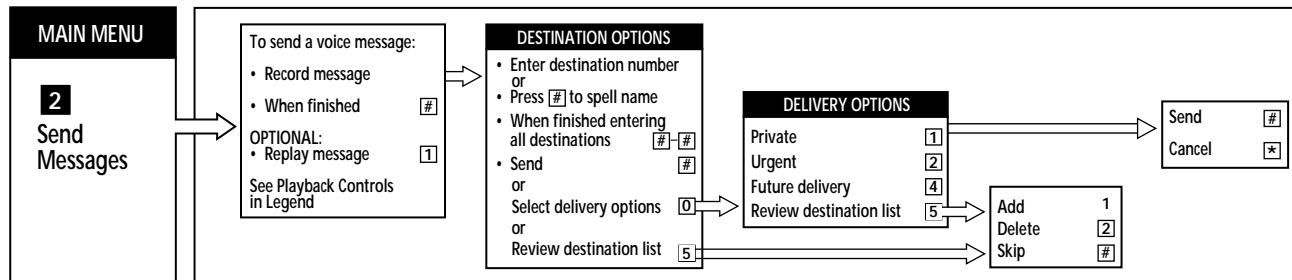 MAIN MENU
2
Send
Messages
To send a voice message:
• Record message
• When finished #
OPTIONAL:
• Replay message 1
See Playback Controls
in Legend
DESTINATION OPTIONS
• Enter destination number
or
• Press # to spell name
• When finished entering
all destinations #–#
• Send #
or
Select delivery options 0
or
Review destination list 5
DELIVERY OPTIONS
Private 1
Urgent 2
Future delivery 4
Review destination list 5
Send #
Cancel *
Add 1
Delete 2
Skip #